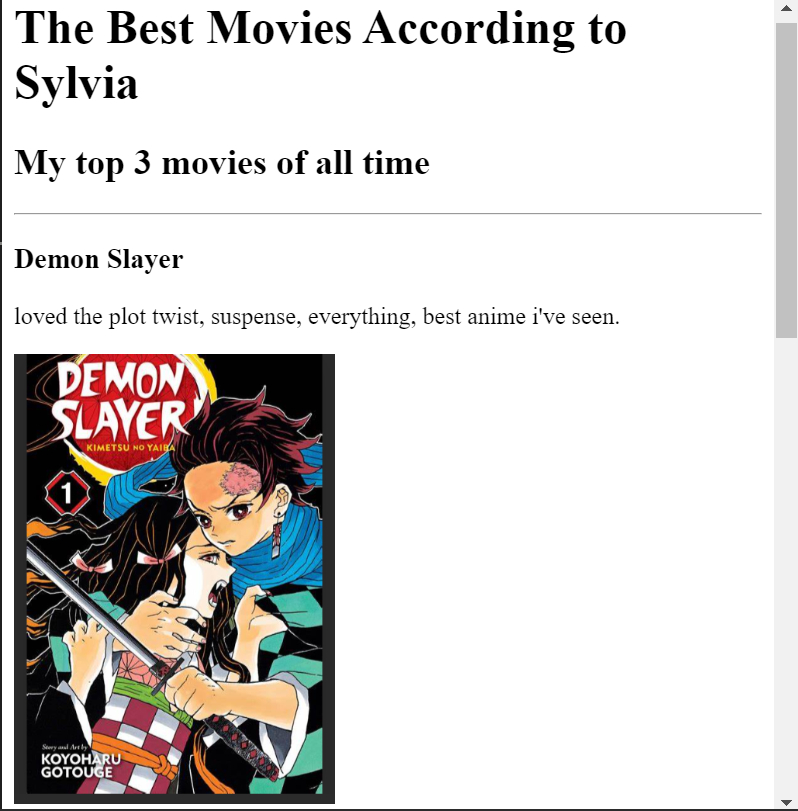 The Best Movies According to
Sylvia
My top 3 movies of all time
Demon Slayer
loved the plot twist, suspense, everything, best anime i've seen.
DEMON
SLAYER
KIMETSU NO YAIBA
1
Story and Art by
KOYOHARU
GOTOUGE